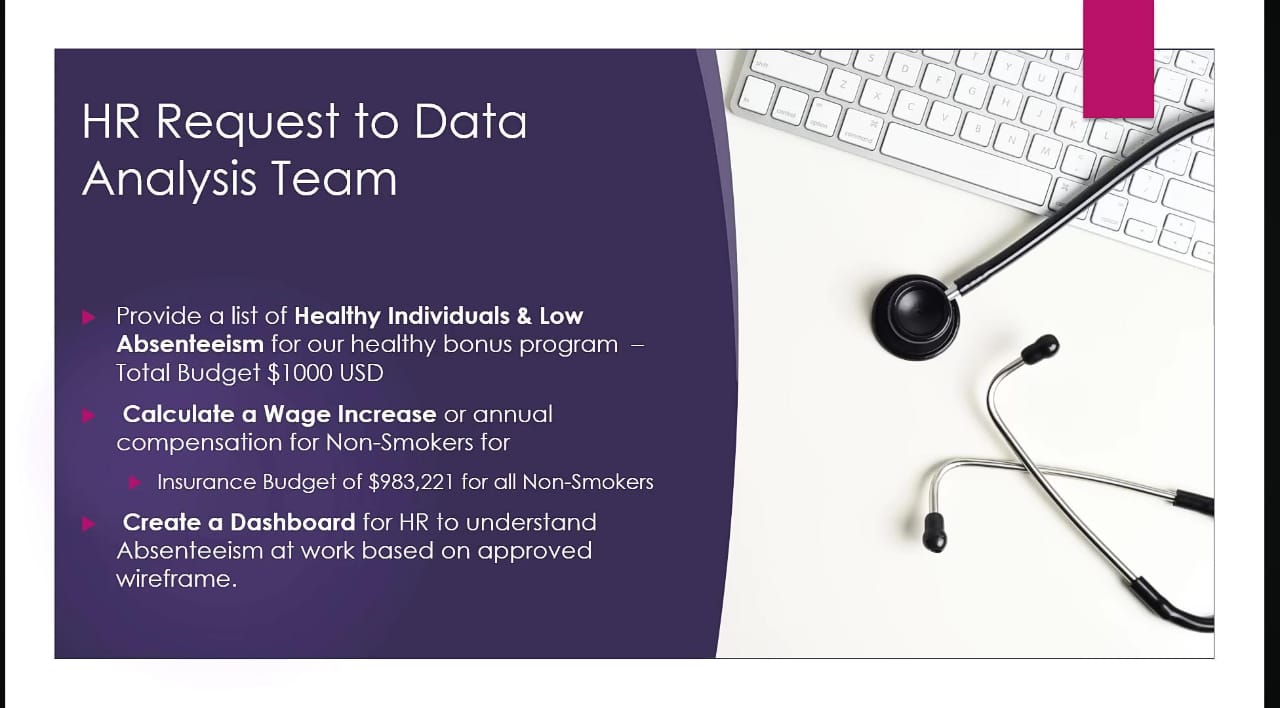 HR Request to Data
Analysis Team
Provide a list of Healthy Individuals & Low
Absenteeism for our healthy bonus program –
Total Budget $1000 USD
Calculate a Wage Increase or annual
compensation for Non-Smokers for
Insurance Budget of $983,221 for all Non-Smokers
Create a Dashboard for HR to understand
Absenteeism at work based on approved
wireframe.